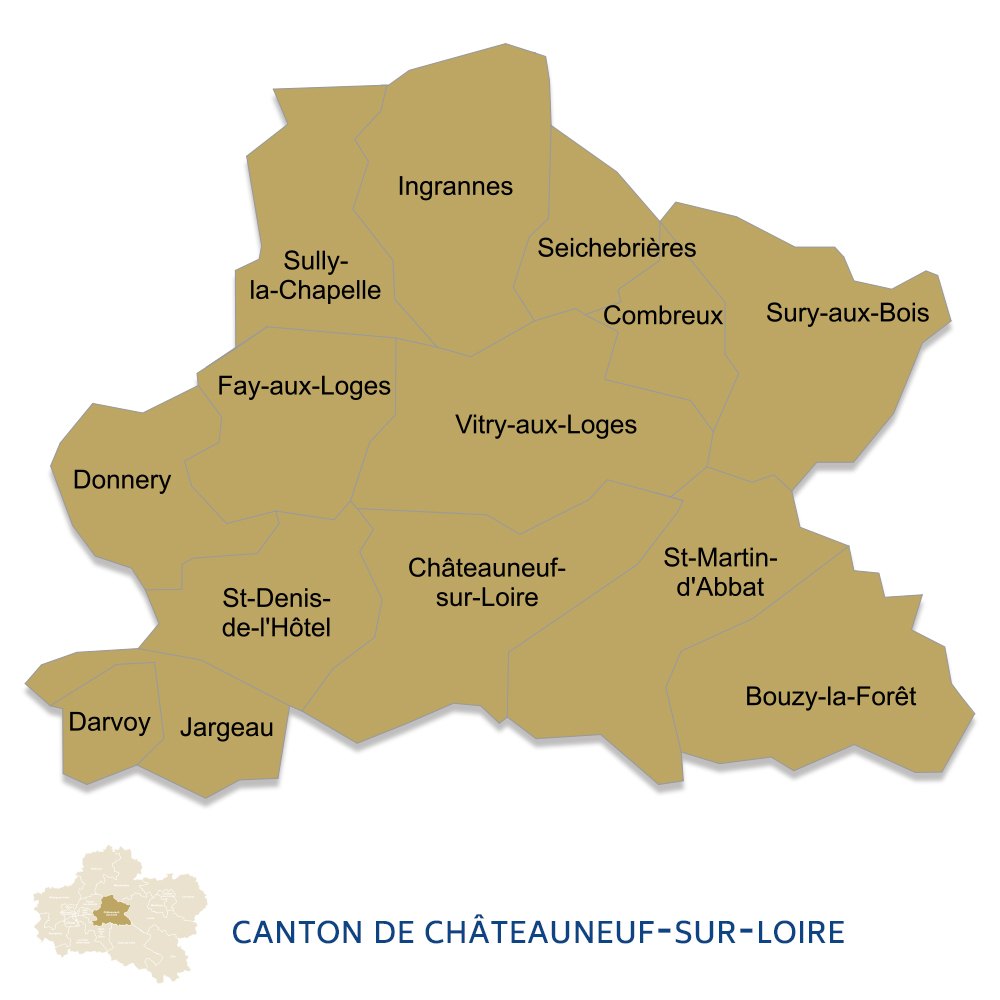 Ingrannes
Seichebrières
Sully-
la-Chapelle
Combreux
Sury-aux-Bois
Fay-aux-Loges
Vitry-aux-Loges
Donnery
Châteauneuf-
sur-Loire
St-Martin-
d'Abbat
St-Denis-
de-l'Hôtel
Bouzy-la-Forêt
Darvoy
Jargeau
CANTON DE CHÂTEAUNEUF-SUR-LOIRE